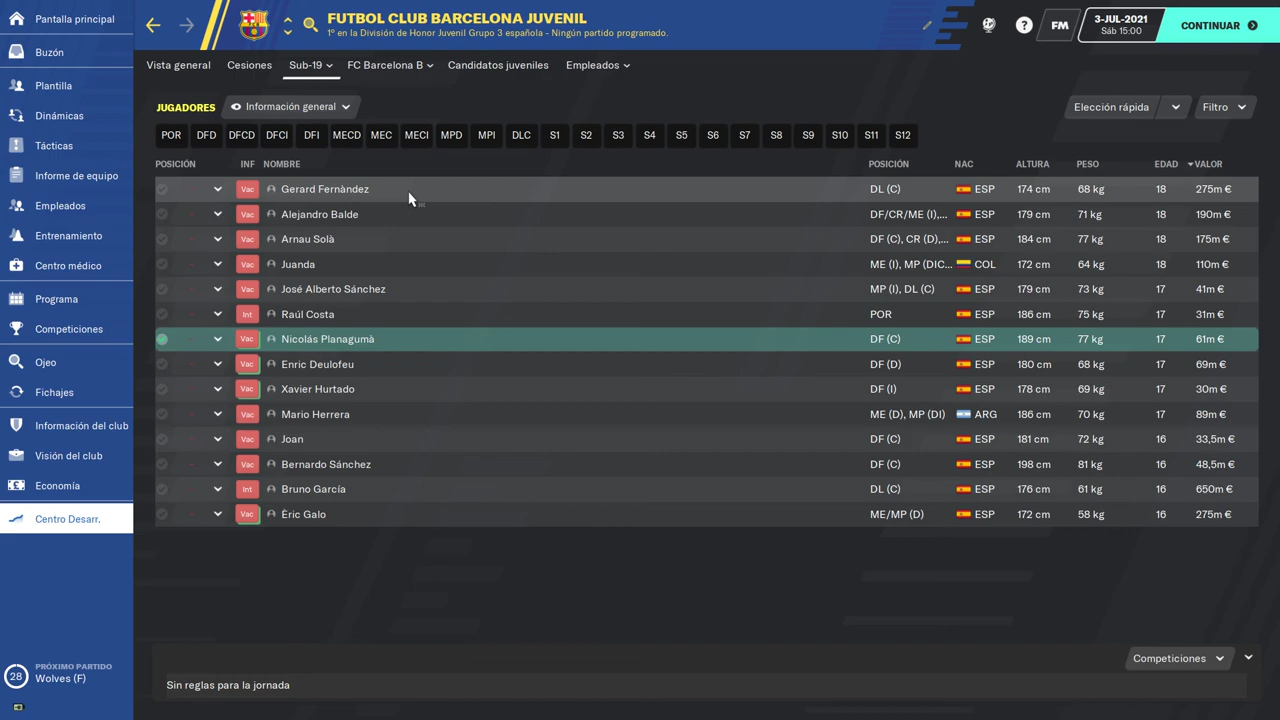 Pantalla principal
Buzón
Plantilla
Dinámicas
Tácticas
Informe de equipo
Empleados
Entrenamiento
Centro médico
Programa
Competiciones
Ojeo
Fichajes
Información del club
Visión del club
Economía
Centro Desarr.
28 PRÓXIMO PARTIDO
Wolves (F)
FUTBOL CLUB BARCELONA JUVENIL
1º en la División de Honor Juvenil Grupo 3 española - Ningún partido programado.
? FM 3-JUL-2021 Sáb 15:00 CONTINUAR
Vista general Cesiones Sub-19 FC Barcelona B Candidatos juveniles Empleados
JUGADORES Información general Elección rápida Filtro
POR DFD DFCD DFCI DFI MECD MEC MECI MPD MPI DLC S1 S2 S3 S4 S5 S6 S7 S8 S9 S10 S11 S12
POSICIÓN INF NOMBRE POSICIÓN NAC ALTURA PESO EDAD VALOR
Vac Gerard Fernàndez DL (C) ESP 174 cm 68 kg 18 275m €
Vac Alejandro Balde DF/CR/ME (I),... ESP 179 cm 71 kg 18 190m €
Vac Arnau Solà DF (C), CR (D),... ESP 184 cm 77 kg 18 175m €
Vac Juanda ME (I), MP (DIC... COL 172 cm 64 kg 18 110m €
Vac José Alberto Sánchez MP (I), DL (C) ESP 179 cm 73 kg 17 41m €
Int Raúl Costa POR ESP 186 cm 75 kg 17 31m €
Vac Nicolás Planagumà DF (C) ESP 189 cm 77 kg 17 61m €
Vac Enric Deulofeu DF (D) ESP 180 cm 68 kg 17 69m €
Vac Xavier Hurtado DF (I) ESP 178 cm 69 kg 17 30m €
Vac Mario Herrera ME (D), MP (DI) ARG 186 cm 70 kg 17 89m €
Vac Joan DF (C) ESP 181 cm 72 kg 16 33,5m €
Vac Bernardo Sánchez DF (C) ESP 198 cm 81 kg 16 48,5m €
Int Bruno García DL (C) ESP 176 cm 61 kg 16 650m €
Vac Èric Galo ME/MP (D) ESP 172 cm 58 kg 16 275m €
Competiciones
Sin reglas para la jornada